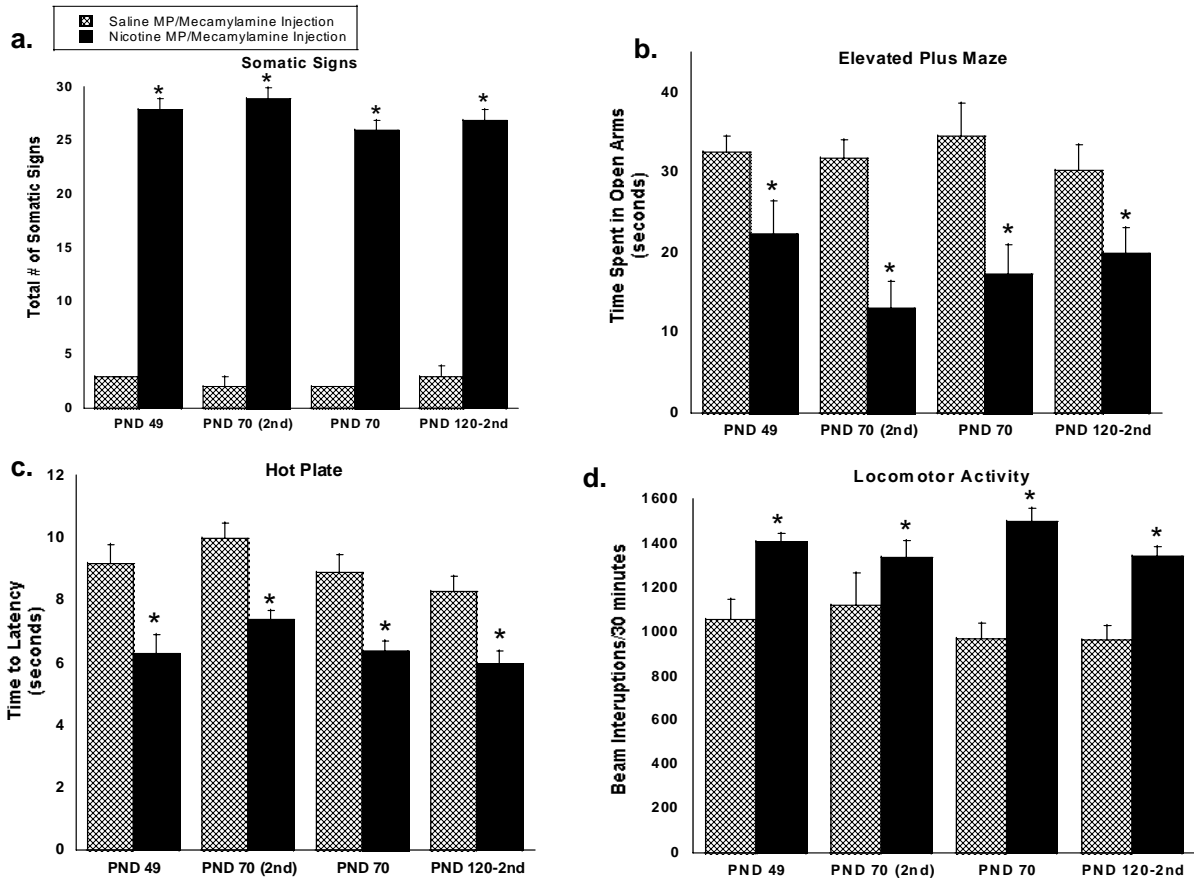 Saline MP/Mecamylamine Injection
Nicotine MP/Mecamylamine Injection
a.
Somatic Signs
Total # of Somatic Signs
30
25
20
15
10
5
0
* * * *
PND 49 PND 70 (2nd) PND 70 PND 120-2nd
b.
Elevated Plus Maze
Time Spent in Open Arms
(seconds)
40
30
20
10
0
* * * *
PND 49 PND 70 (2nd) PND 70 PND 120-2nd
c.
Hot Plate
Time to Latency
(seconds)
12
10
8
6
4
2
0
* * * *
PND 49 PND 70 (2nd) PND 70 PND 120-2nd
d.
Locomotor Activity
Beam Interuptions/30 minutes
1600
1400
1200
1000
800
600
400
200
0
* * * *
PND 49 PND 70 (2nd) PND 70 PND 120-2nd